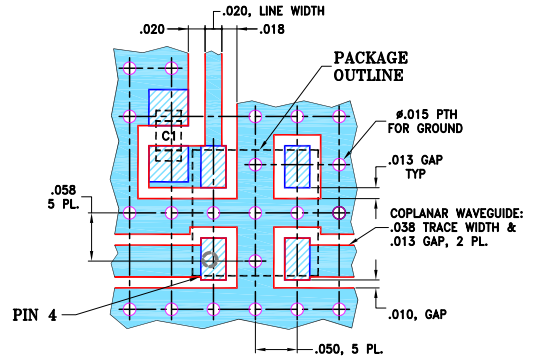 .020, LINE WIDTH
.020
.018
PACKAGE
OUTLINE
ø.015 PTH
FOR GROUND
C1
.013 GAP
TYP
.058
5 PL.
COPLANAR WAVEGUIDE:
.038 TRACE WIDTH &
.013 GAP, 2 PL.
PIN 4
.010, GAP
.050, 5 PL.